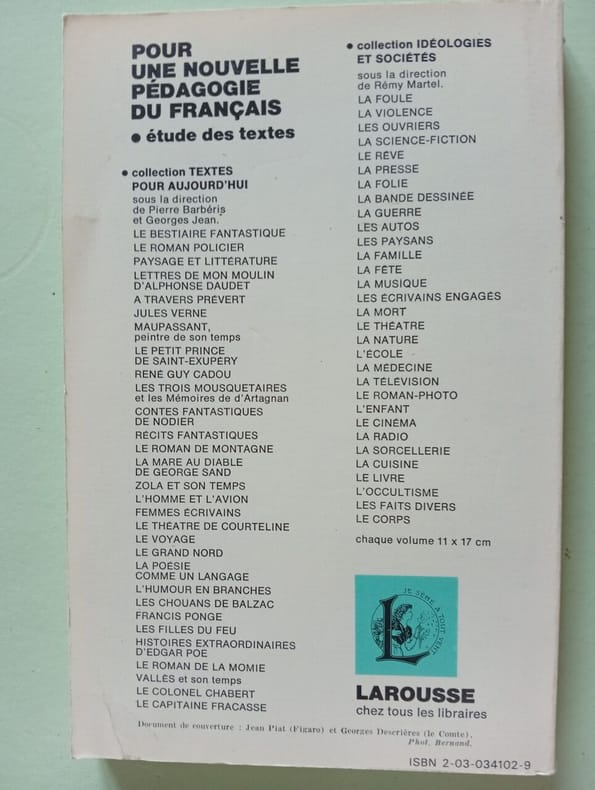 POUR
UNE NOUVELLE
PÉDAGOGIE
DU FRANÇAIS
● étude des textes
● collection TEXTES
POUR AUJOURD'HUI
sous la direction
de Pierre Barbéris
et Georges Jean.
LE BESTIAIRE FANTASTIQUE
LE ROMAN POLICIER
PAYSAGE ET LITTÉRATURE
LETTRES DE MON MOULIN
D'ALPHONSE DAUDET
A TRAVERS PRÉVERT
JULES VERNE
MAUPASSANT,
peintre de son temps
LE PETIT PRINCE
DE SAINT-EXUPÉRY
RENÉ GUY CADOU
LES TROIS MOUSQUETAIRES
et les Mémoires de d'Artagnan
CONTES FANTASTIQUES
DE NODIER
RÉCITS FANTASTIQUES
LE ROMAN DE MONTAGNE
LA MARE AU DIABLE
DE GEORGE SAND
ZOLA ET SON TEMPS
L'HOMME ET L'AVION
FEMMES ÉCRIVAINS
LE THÉATRE DE COURTELINE
LE VOYAGE
LE GRAND NORD
LA POÉSIE
COMME UN LANGAGE
L'HUMOUR EN BRANCHES
LES CHOUANS DE BALZAC
FRANCIS PONGE
LES FILLES DU FEU
HISTOIRES EXTRAORDINAIRES
D'EDGAR POE
LE ROMAN DE LA MOMIE
VALLÈS et son temps
LE COLONEL CHABERT
LE CAPITAINE FRACASSE
● collection IDÉOLOGIES
ET SOCIÉTÉS
sous la direction
de Rémy Martel.
LA FOULE
LA VIOLENCE
LES OUVRIERS
LA SCIENCE-FICTION
LE RÊVE
LA PRESSE
LA FOLIE
LA BANDE DESSINÉE
LA GUERRE
LES AUTOS
LES PAYSANS
LA FAMILLE
LA FÊTE
LA MUSIQUE
LES ÉCRIVAINS ENGAGÉS
LA MORT
LE THÉATRE
LA NATURE
L'ÉCOLE
LA MÉDECINE
LA TÉLÉVISION
LE ROMAN-PHOTO
L'ENFANT
LE CINÉMA
LA RADIO
LA SORCELLERIE
LA CUISINE
LE LIVRE
L'OCCULTISME
LES FAITS DIVERS
LE CORPS
chaque volume 11 x 17 cm
JE SÈME A TOUT VENT
L
LAROUSSE
chez tous les libraires
Document de couverture : Jean Piat (Figaro) et Georges Descrières (le Comte).
Phot. Bernand.
ISBN 2-03-034102-9